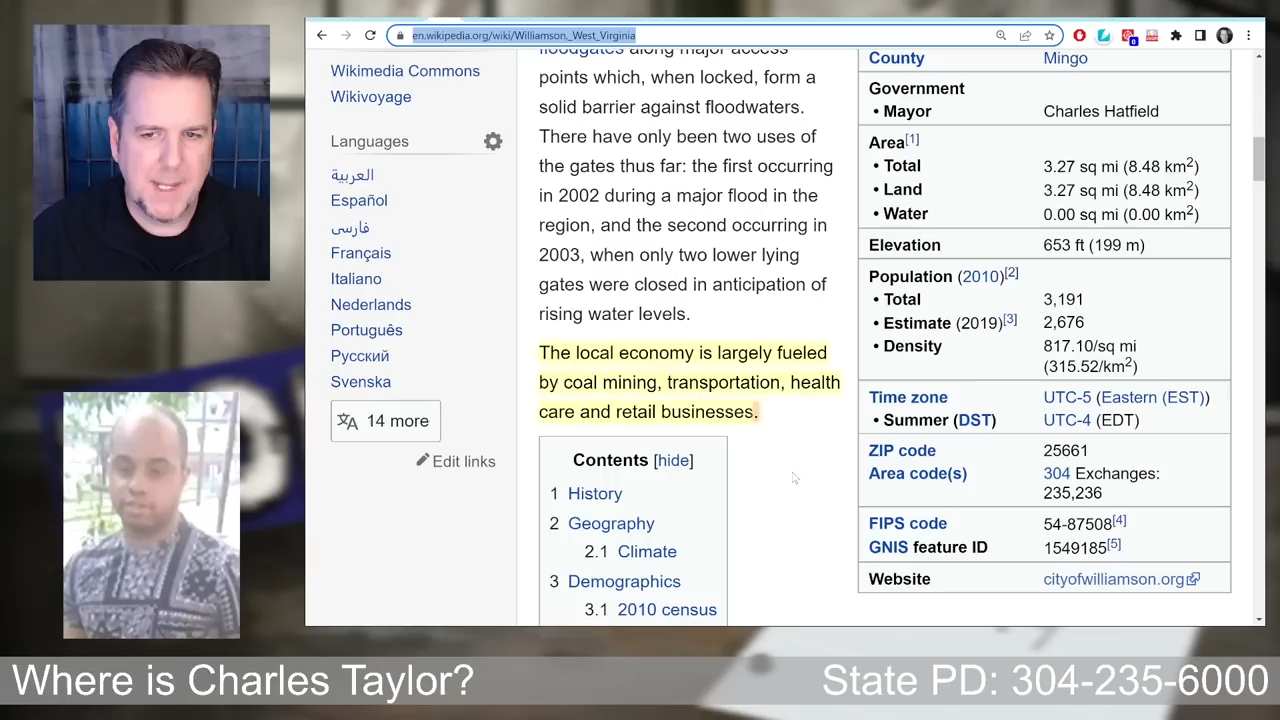 en.wikipedia.org/wiki/Williamson,_West_Virginia
0
Wikimedia Commons
Wikivoyage
Languages
العربية
Español
فارسی
Français
Italiano
Nederlands
Português
Русский
Svenska
14 more
Edit links
floodgates along major access
points which, when locked, form a
solid barrier against floodwaters.
There have only been two uses of
the gates thus far: the first occurring
in 2002 during a major flood in the
region, and the second occurring in
2003, when only two lower lying
gates were closed in anticipation of
rising water levels.
The local economy is largely fueled
by coal mining, transportation, health
care and retail businesses.
Contents [hide]
1 History
2 Geography
2.1 Climate
3 Demographics
3.1 2010 census
County Mingo
Government
• Mayor Charles Hatfield
Area[1]
• Total 3.27 sq mi (8.48 km2)
• Land 3.27 sq mi (8.48 km2)
• Water 0.00 sq mi (0.00 km2)
Elevation 653 ft (199 m)
Population (2010)[2]
• Total 3,191
• Estimate (2019)[3] 2,676
• Density 817.10/sq mi
(315.52/km2)
Time zone UTC-5 (Eastern (EST))
• Summer (DST) UTC-4 (EDT)
ZIP code 25661
Area code(s) 304 Exchanges:
235,236
FIPS code 54-87508[4]
GNIS feature ID 1549185[5]
Website cityofwilliamson.org
Where is Charles Taylor? State PD: 304-235-6000